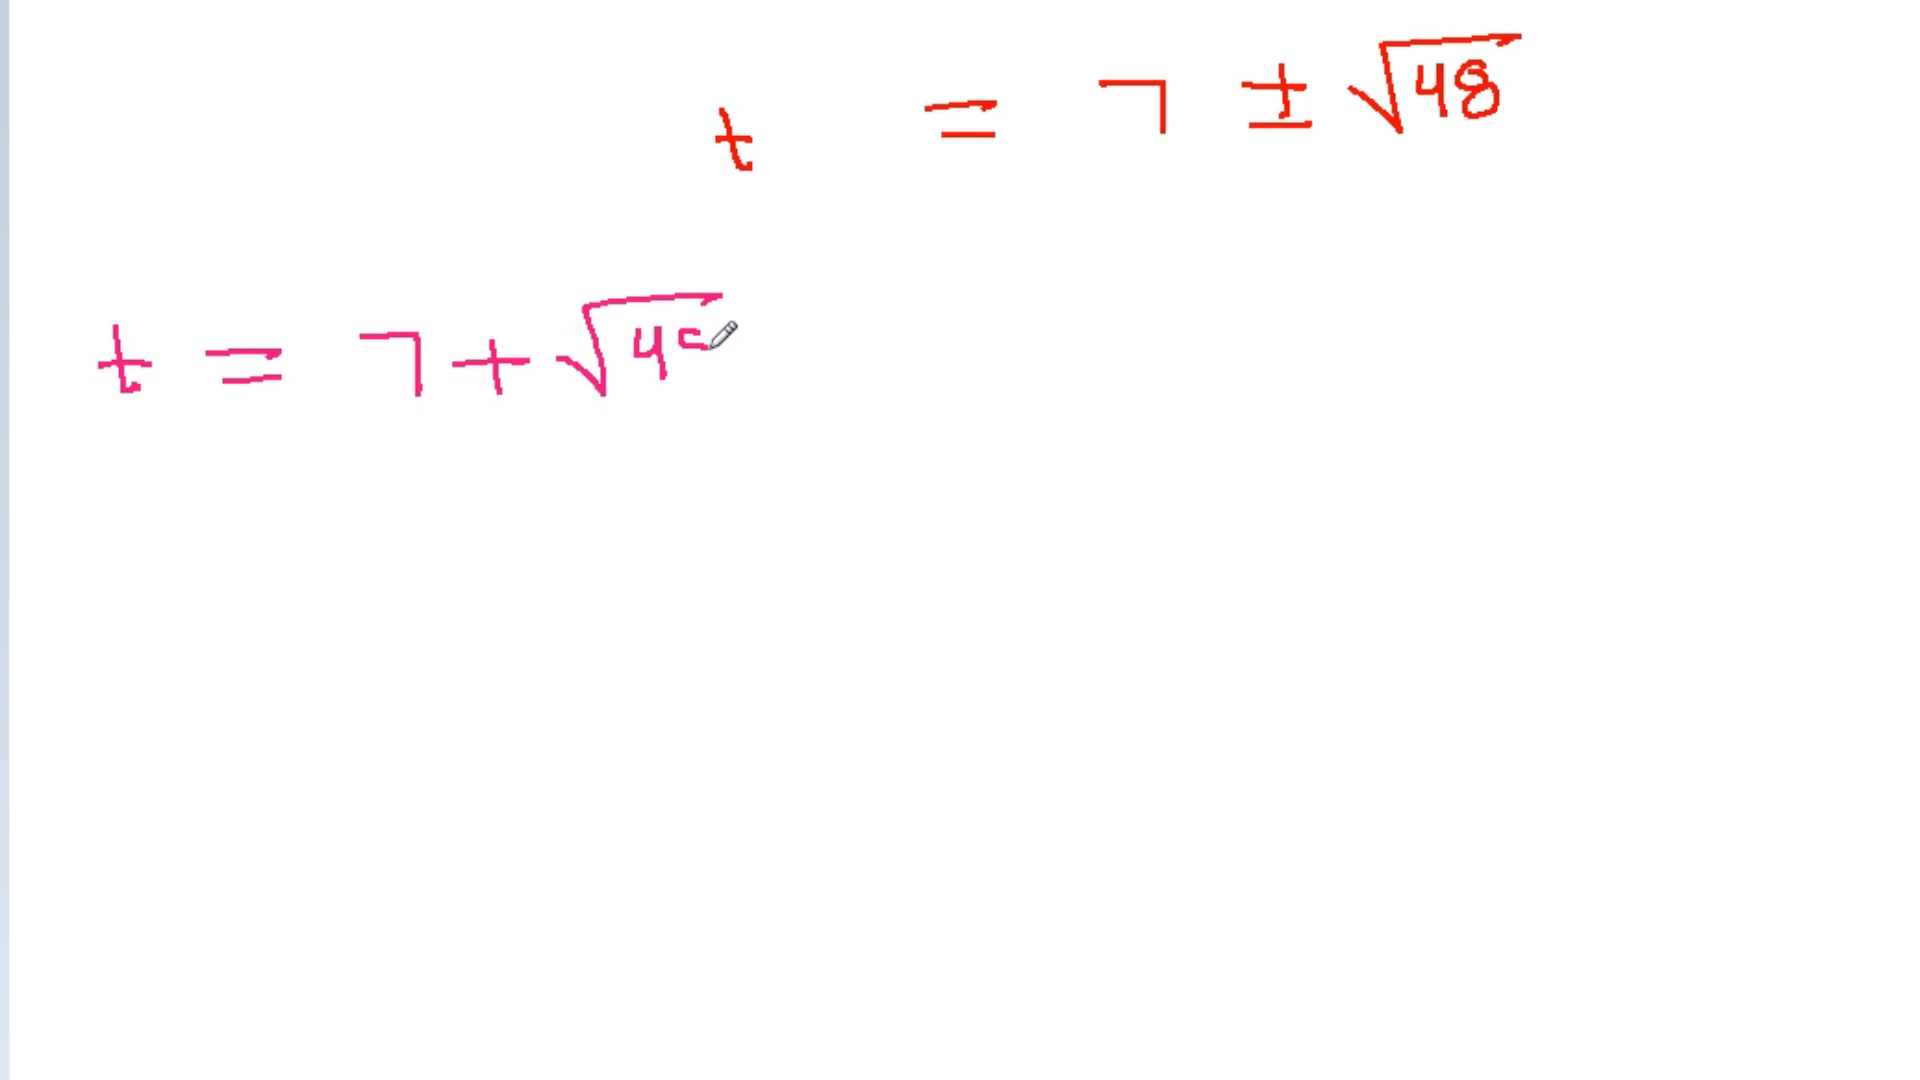 t = 7 ± √48
t = 7 + √4